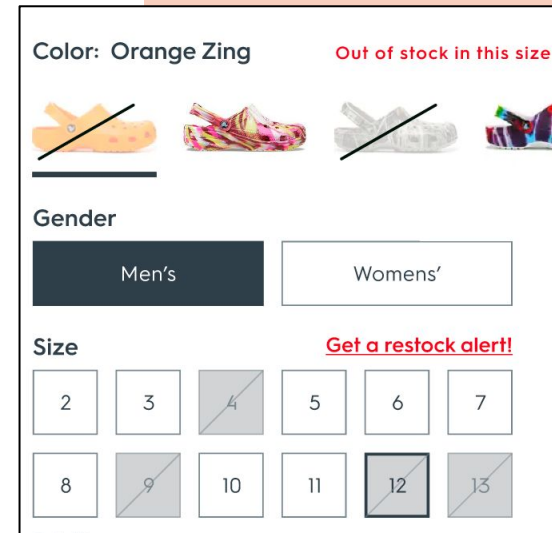 Color: Orange Zing Out of stock in this size
Gender
Men's Womens'
Size Get a restock alert!
2 3 4 5 6 7
8 9 10 11 12 13